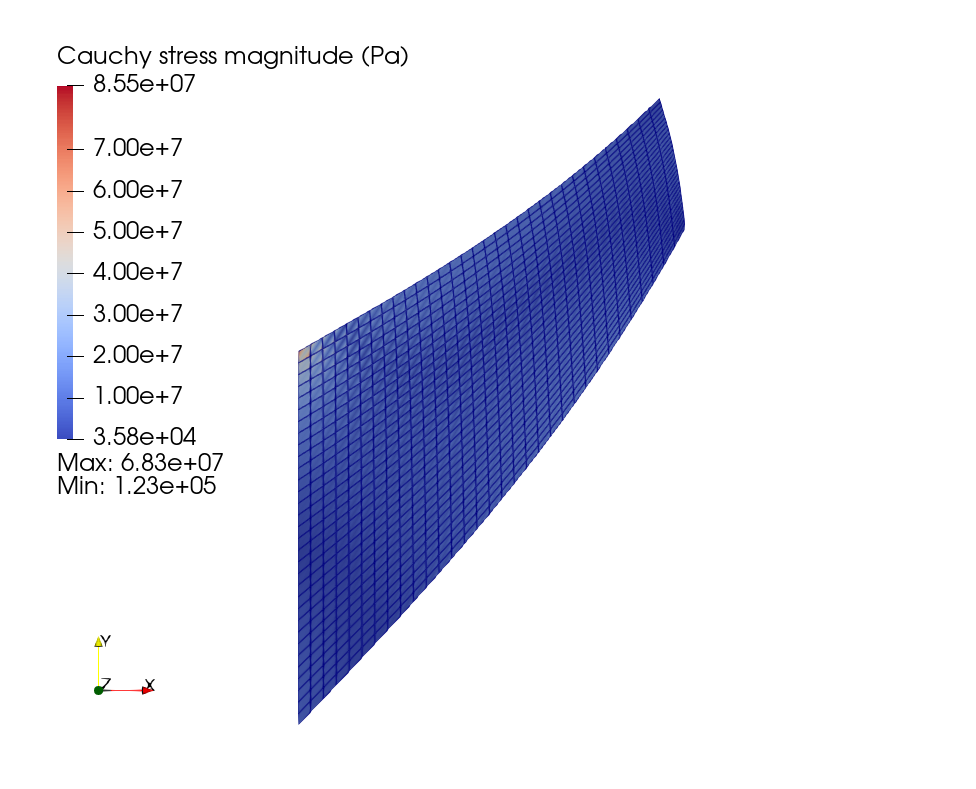 Cauchy stress magnitude (Pa)
8.55e+07
7.00e+7
6.00e+7
5.00e+7
4.00e+7
3.00e+7
2.00e+7
1.00e+7
3.58e+04
Max: 6.83e+07
Min: 1.23e+05
Y
Z X